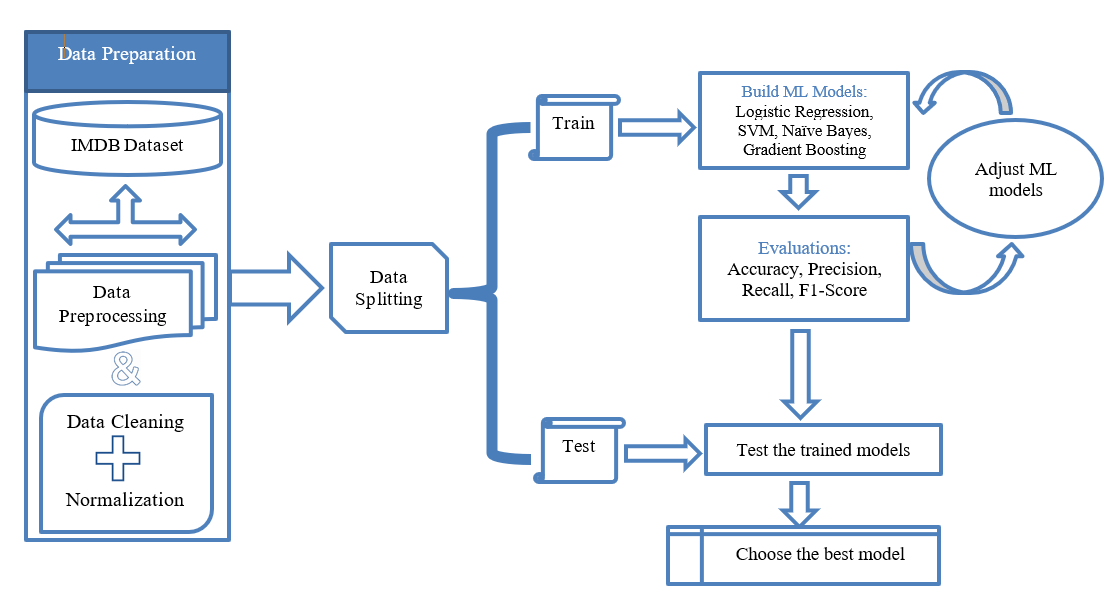 Data Preparation
IMDB Dataset
Data
Preprocessing
&
Data Cleaning
Normalization
Data
Splitting
Train
Test
Build ML Models:
Logistic Regression,
SVM, Naïve Bayes,
Gradient Boosting
Adjust ML
models
Evaluations:
Accuracy, Precision,
Recall, F1-Score
Test the trained models
Choose the best model